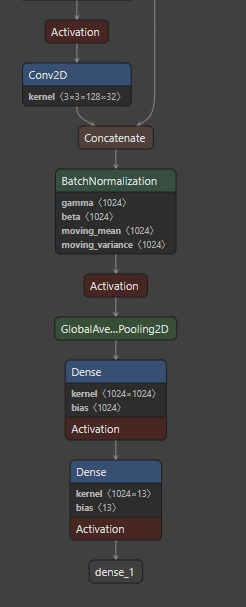 Activation
Conv2D
kernel ⟨3×3×128×32⟩
Concatenate
BatchNormalization
gamma ⟨1024⟩
beta ⟨1024⟩
moving_mean ⟨1024⟩
moving_variance ⟨1024⟩
Activation
GlobalAve...Pooling2D
Dense
kernel ⟨1024×1024⟩
bias ⟨1024⟩
Activation
Dense
kernel ⟨1024×13⟩
bias ⟨13⟩
Activation
dense_1